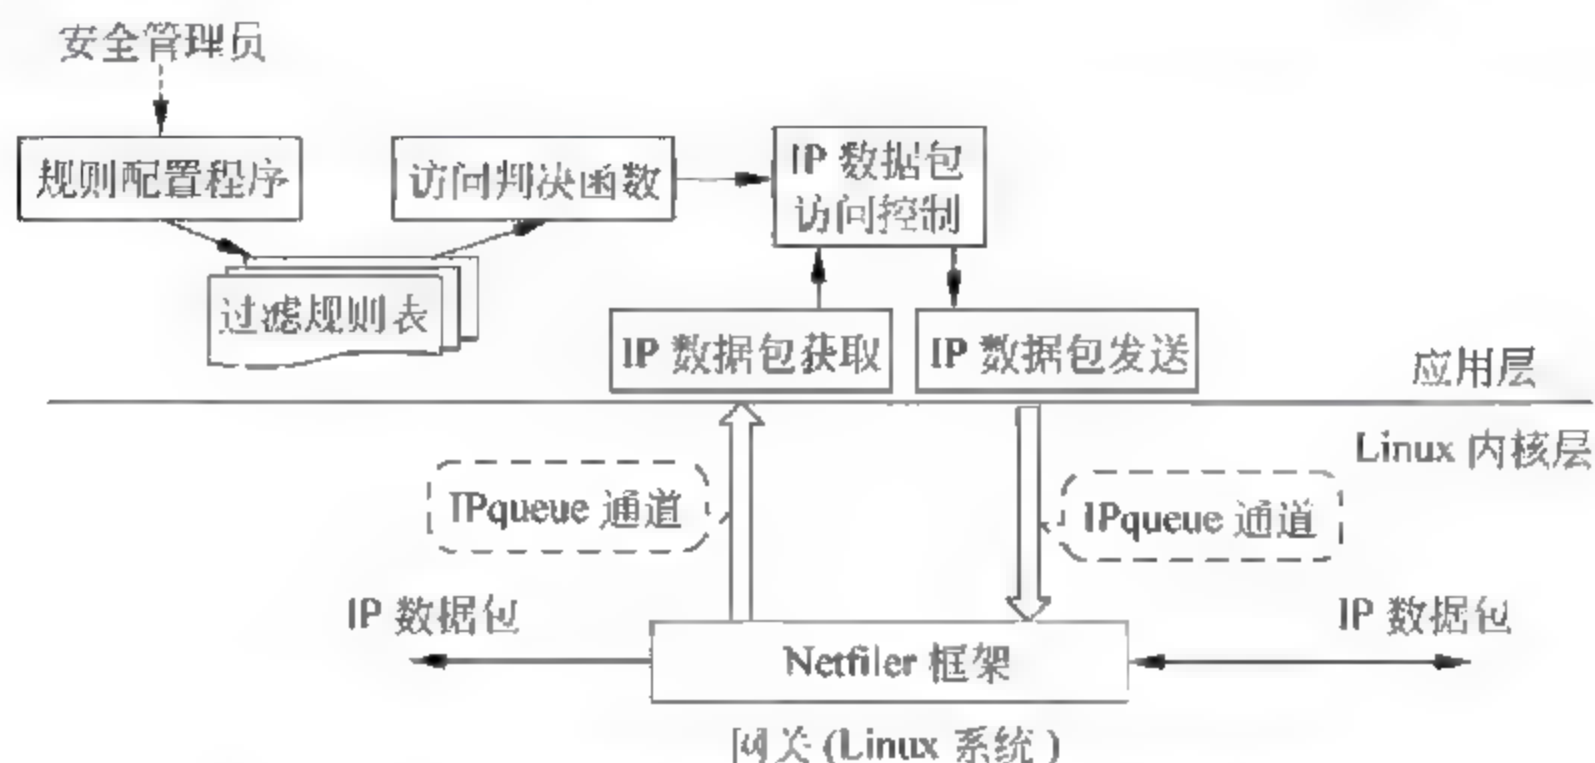 安全管理员
规则配置程序
访问判决函数
IP 数据包
访问控制
过滤规则表
IP 数据包获取
IP 数据包发送
应用层
Linux 内核层
IPqueue 通道
IPqueue 通道
IP 数据包
IP 数据包
Netfiler 框架
网关 (Linux 系统)